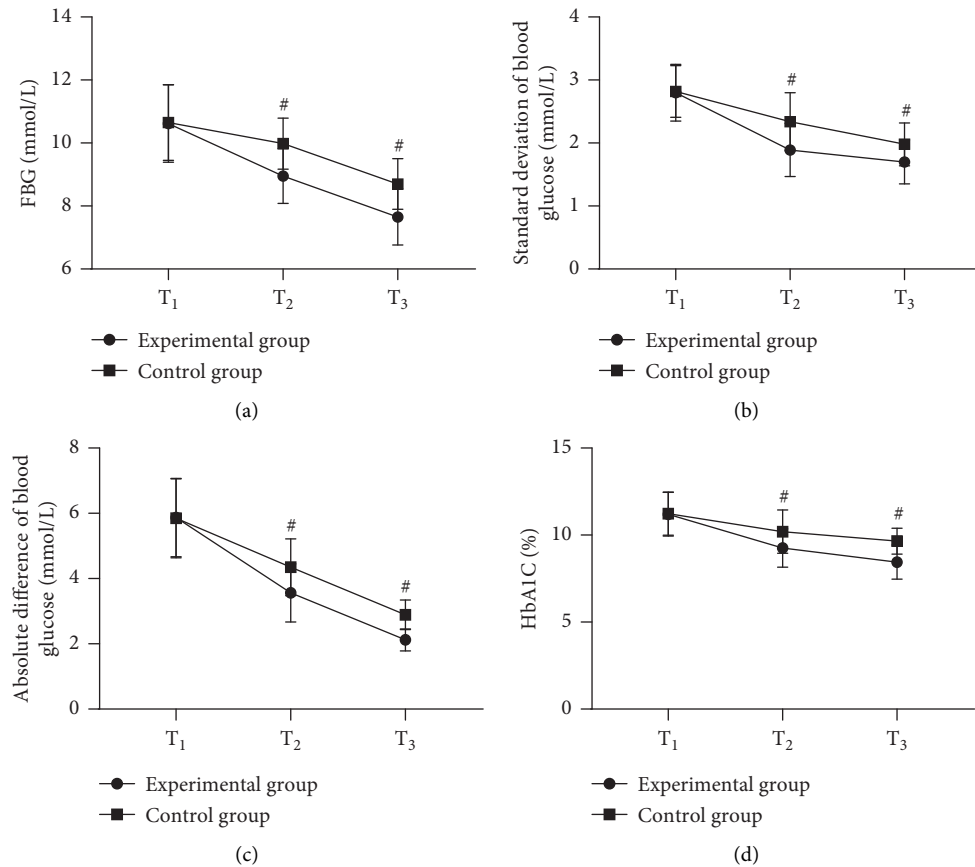 14
12
10
8
6
FBG (mmol/L)
#
#
T1
T2
T3
Experimental group
Control group
(a)
4
3
2
1
0
Standard deviation of blood
glucose (mmol/L)
#
#
T1
T2
T3
Experimental group
Control group
(b)
8
6
4
2
0
Absolute difference of blood
glucose (mmol/L)
#
#
T1
T2
T3
Experimental group
Control group
(c)
15
10
5
0
HbA1C (%)
#
#
T1
T2
T3
Experimental group
Control group
(d)